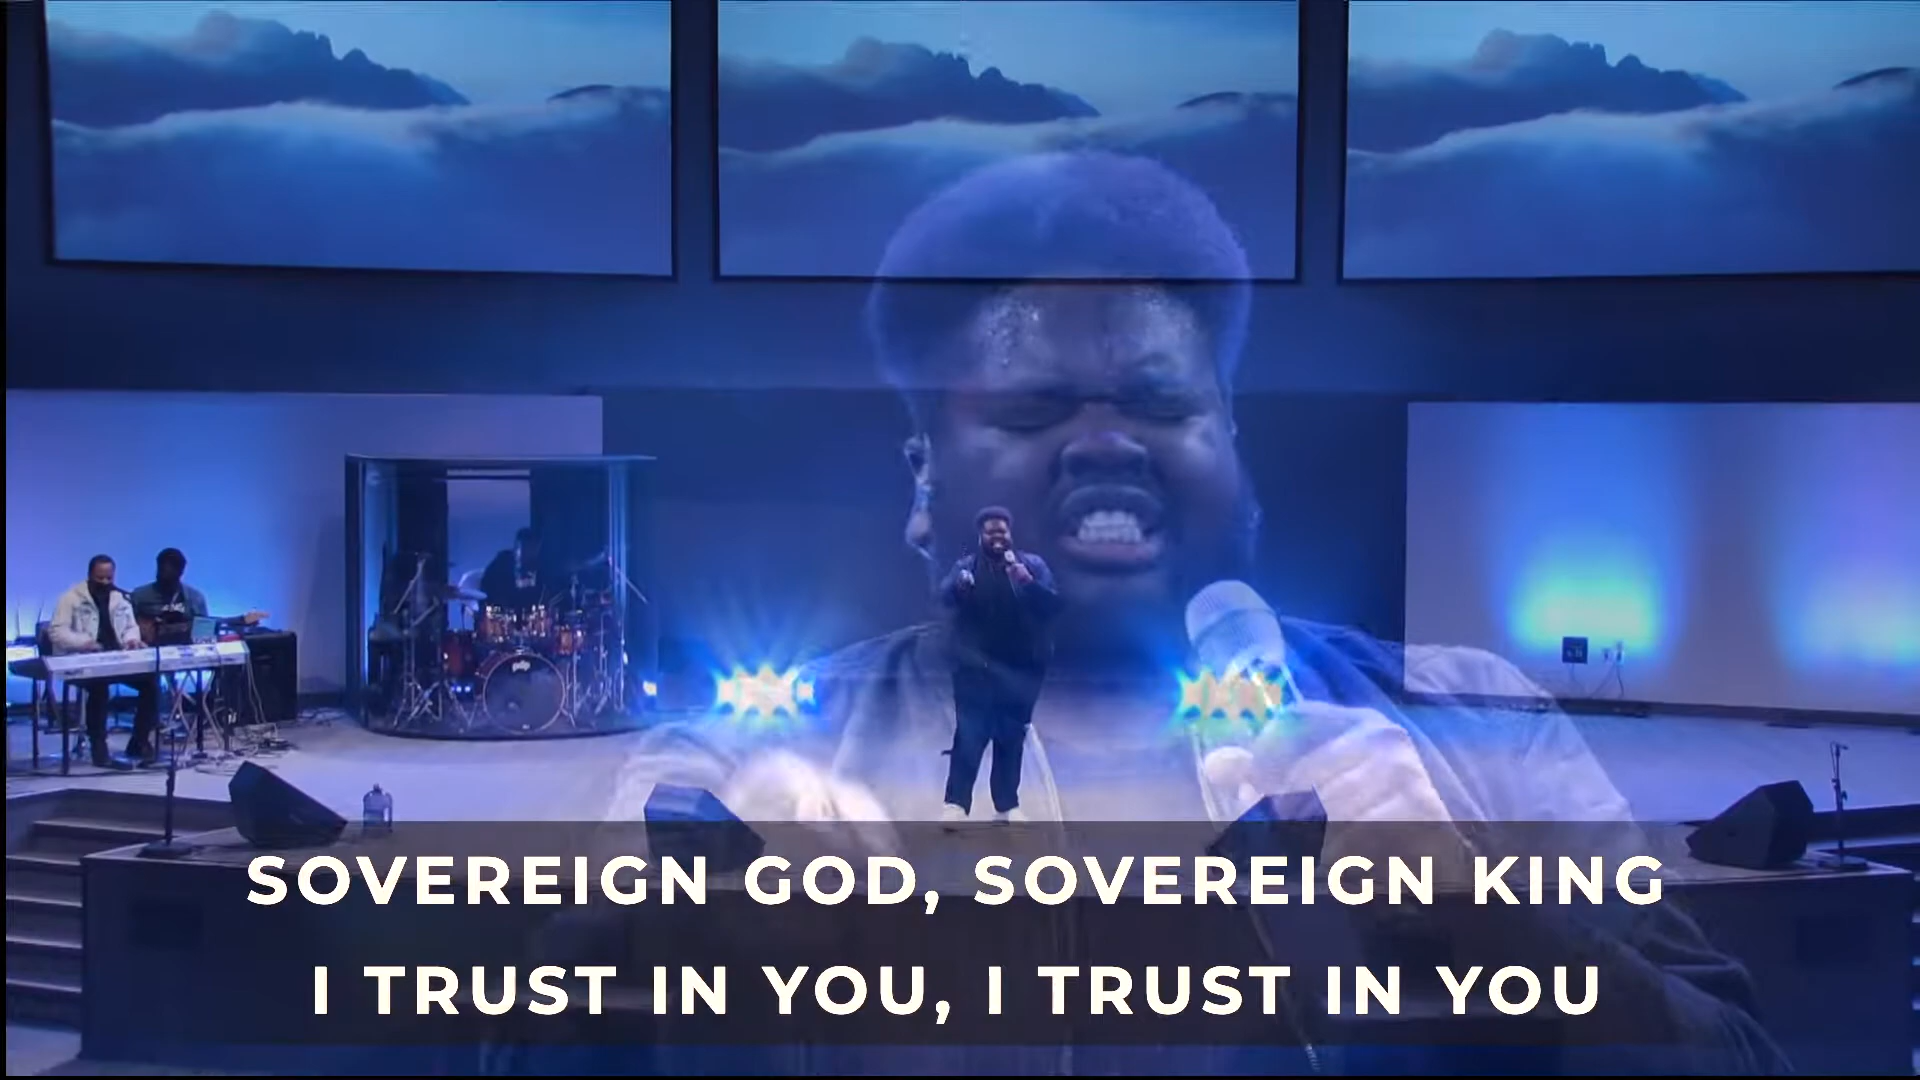 SOVEREIGN GOD, SOVEREIGN KING
I TRUST IN YOU, I TRUST IN YOU